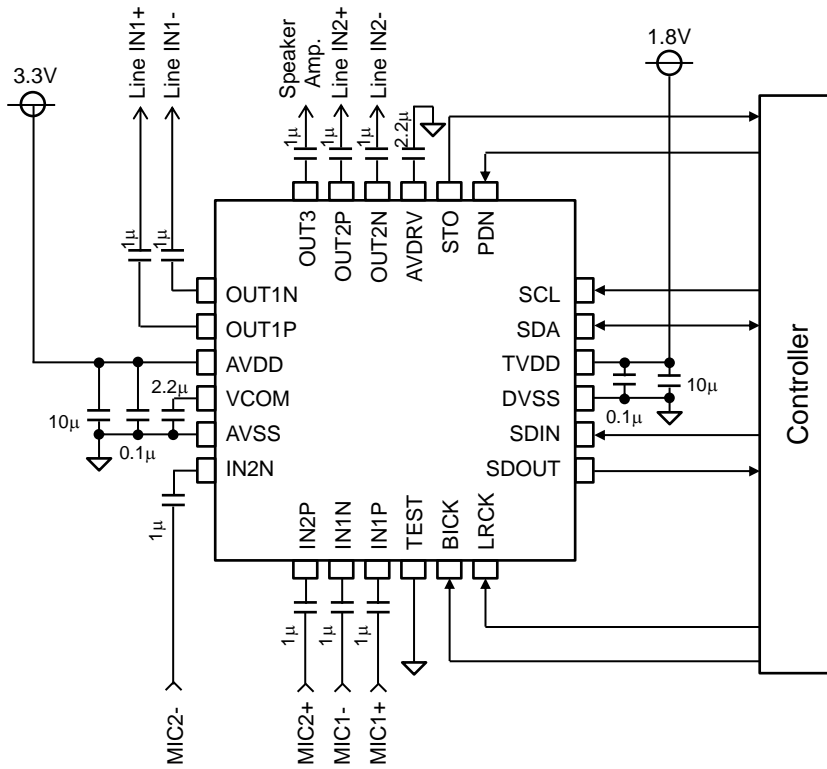 Line IN1+
Line IN1-
Speaker
Amp.
Line IN2+
Line IN2-
3.3V
1.8V
1μ
1μ
1μ
2.2μ
1μ
1μ
OUT3
OUT2P
OUT2N
AVDRV
STO
PDN
OUT1N
OUT1P
AVDD
VCOM
AVSS
IN2N
SCL
SDA
TVDD
DVSS
SDIN
SDOUT
2.2μ
10μ
0.1μ
10μ
0.1μ
Controller
IN2P
IN1N
IN1P
TEST
BICK
LRCK
1μ
1μ
1μ
1μ
MIC2-
MIC2+
MIC1-
MIC1+